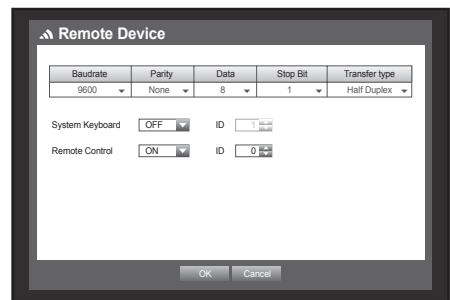 Remote Device
Baudrate Parity Data Stop Bit Transfer type
9600 None 8 1 Half Duplex
System Keyboard OFF ID 1
Remote Control ON ID 0
OK Cancel